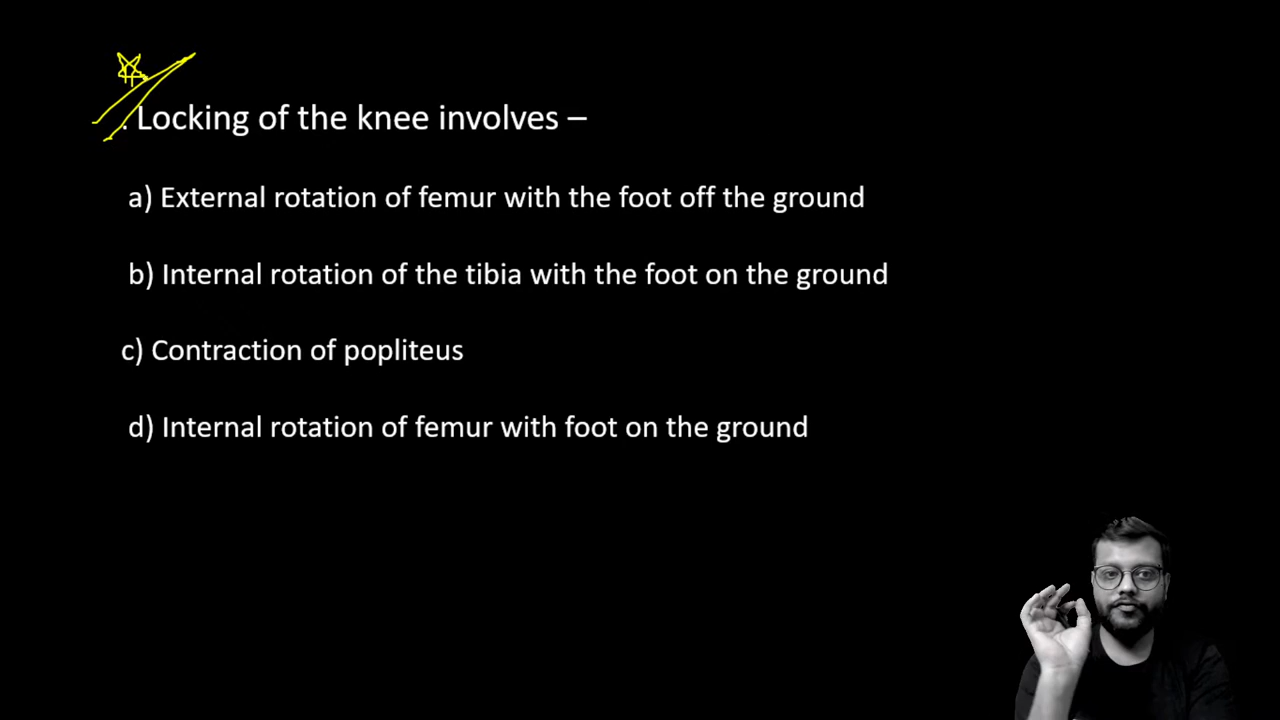 . Locking of the knee involves –
a) External rotation of femur with the foot off the ground
b) Internal rotation of the tibia with the foot on the ground
c) Contraction of popliteus
d) Internal rotation of femur with foot on the ground